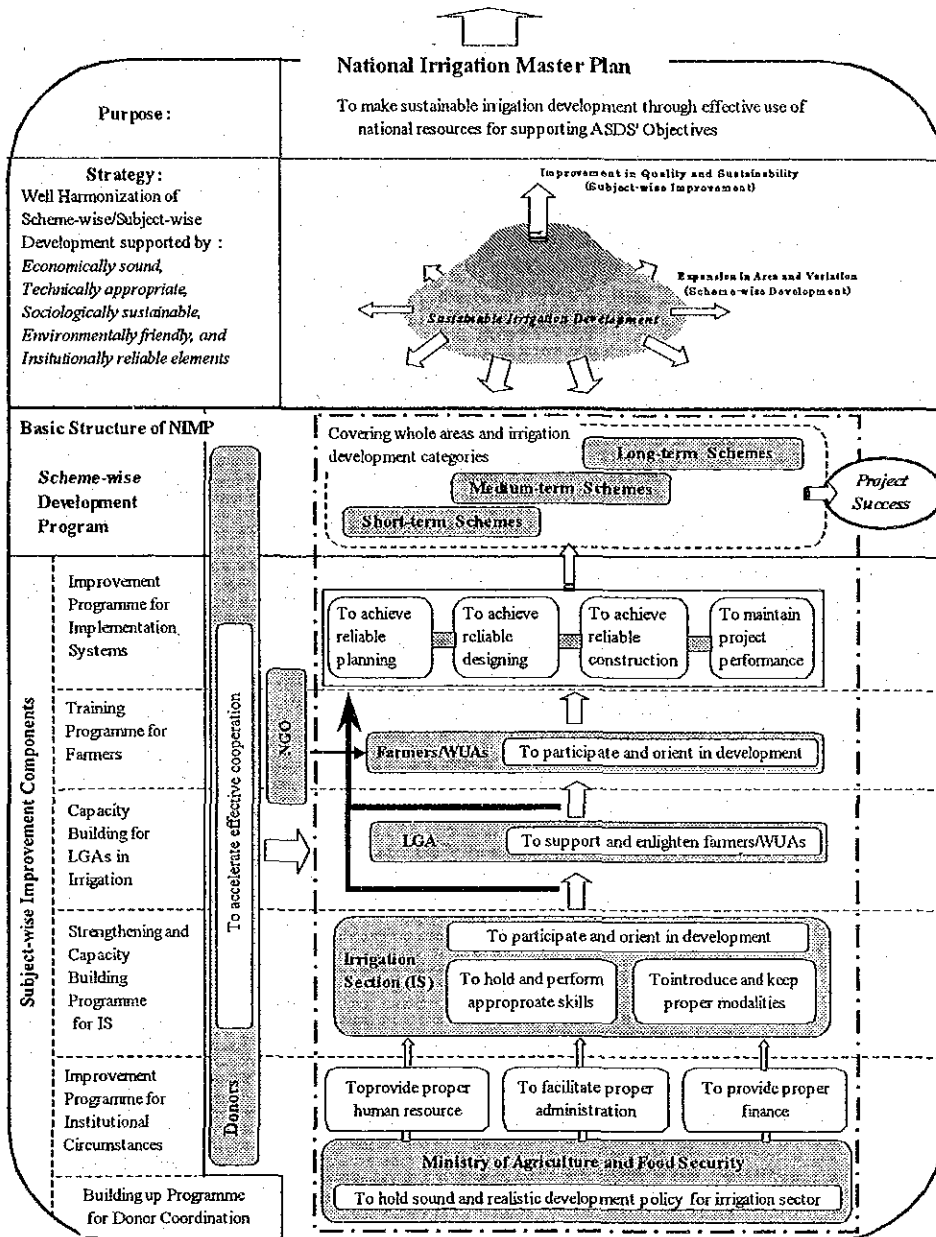 National Irrigation Master Plan
Purpose :
To make sustainable irrigation development through effective use of
national resources for supporting ASDS' Objectives
Strategy :
Well Harmonization of
Scheme-wise/Subject-wise
Development supported by :
Economically sound,
Technically appropriate,
Sociologically sustainable,
Environmentally friendly, and
Insitutionally reliable elements
Improvement in Quality and Sustainability
(Subject-wise Improvement)
Expansion in Area and Variation
(Scheme-wise Development)
Sustainable Irrigation Development
Basic Structure of NIMP
Scheme-wise
Development
Program
Covering whole areas and irrigation
development categories
Long-term Schemes
Medium-term Schemes
Short-term Schemes
Project
Success
Subject-wise Improvement Components
Improvement
Programme for
Implementation
Systems
To achieve
reliable
planning
To achieve
reliable
designing
To achieve
reliable
construction
To maintain
project
performance
Training
Programme for
Farmers
NGO
Farmers/WUAs
To participate and orient in development
To accelerate effective cooperation
Donors
Capacity
Building for
LGAs in
Irrigation
LGA
To support and enlighten farmers/WUAs
Strengthening and
Capacity
Building
Programme
for IS
Irrigation
Section (IS)
To participate and orient in development
To hold and perform
approproate skills
Tointroduce and keep
proper modalities
Improvement
Programme for
Institutional
Circumstances
Toprovide proper
human resource
To facilitate proper
administration
To provide proper
finance
Ministry of Agriculture and Food Security
To hold sound and realistic development policy for irrigation sector
Building up Programme
for Donor Coordination